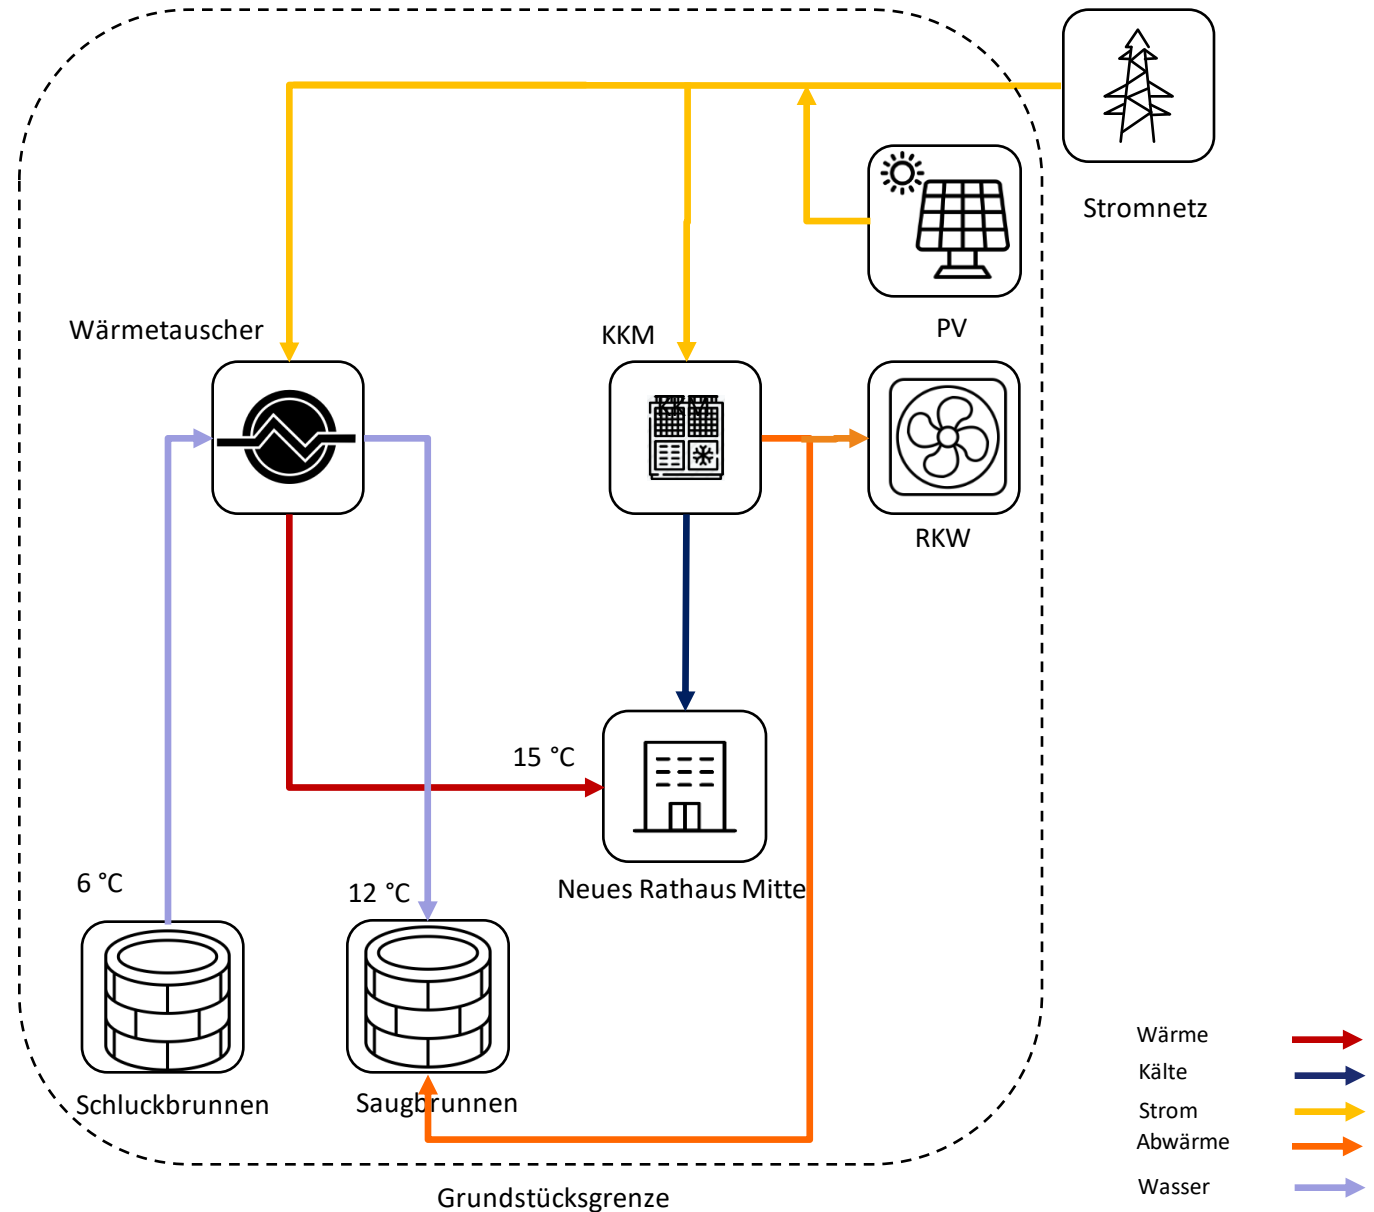 Stromnetz
PV
Wärmetauscher
KKM
KKM
RKW
15 °C
Neues Rathaus Mitte
6 °C
12 °C
Schluckbrunnen
Saugbrunnen
Grundstücksgrenze
Wärme
Kälte
Strom
Abwärme
Wasser